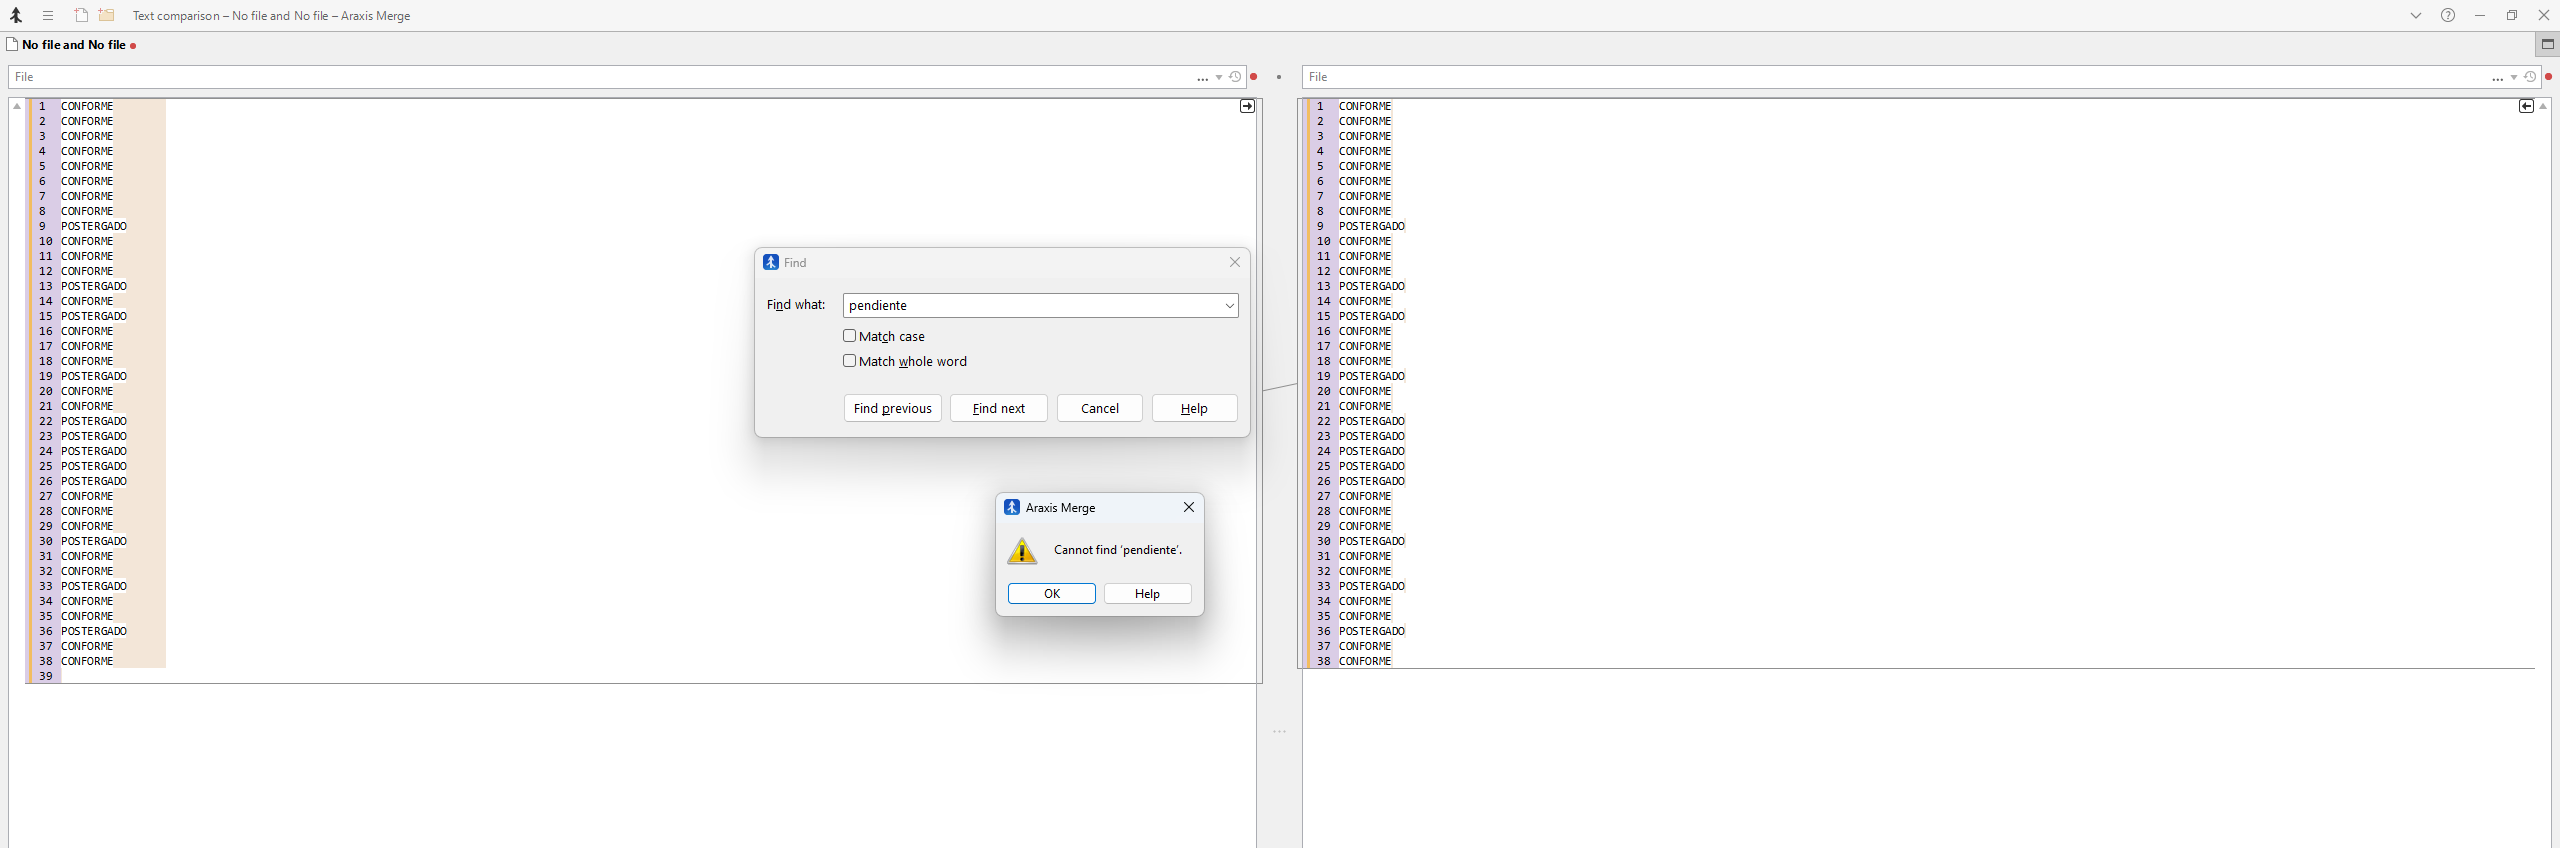 Text comparison – No file and No file – Araxis Merge
No file and No file
File
File
1 CONFORME
2 CONFORME
3 CONFORME
4 CONFORME
5 CONFORME
6 CONFORME
7 CONFORME
8 CONFORME
9 POSTERGADO
10 CONFORME
11 CONFORME
12 CONFORME
13 POSTERGADO
14 CONFORME
15 POSTERGADO
16 CONFORME
17 CONFORME
18 CONFORME
19 POSTERGADO
20 CONFORME
21 CONFORME
22 POSTERGADO
23 POSTERGADO
24 POSTERGADO
25 POSTERGADO
26 POSTERGADO
27 CONFORME
28 CONFORME
29 CONFORME
30 POSTERGADO
31 CONFORME
32 CONFORME
33 POSTERGADO
34 CONFORME
35 CONFORME
36 POSTERGADO
37 CONFORME
38 CONFORME
39
Find
Find what: pendiente
Match case
Match whole word
Find previous Find next Cancel Help
Araxis Merge
Cannot find ‘pendiente’.
OK Help
1 CONFORME
2 CONFORME
3 CONFORME
4 CONFORME
5 CONFORME
6 CONFORME
7 CONFORME
8 CONFORME
9 POSTERGADO
10 CONFORME
11 CONFORME
12 CONFORME
13 POSTERGADO
14 CONFORME
15 POSTERGADO
16 CONFORME
17 CONFORME
18 CONFORME
19 POSTERGADO
20 CONFORME
21 CONFORME
22 POSTERGADO
23 POSTERGADO
24 POSTERGADO
25 POSTERGADO
26 POSTERGADO
27 CONFORME
28 CONFORME
29 CONFORME
30 POSTERGADO
31 CONFORME
32 CONFORME
33 POSTERGADO
34 CONFORME
35 CONFORME
36 POSTERGADO
37 CONFORME
38 CONFORME